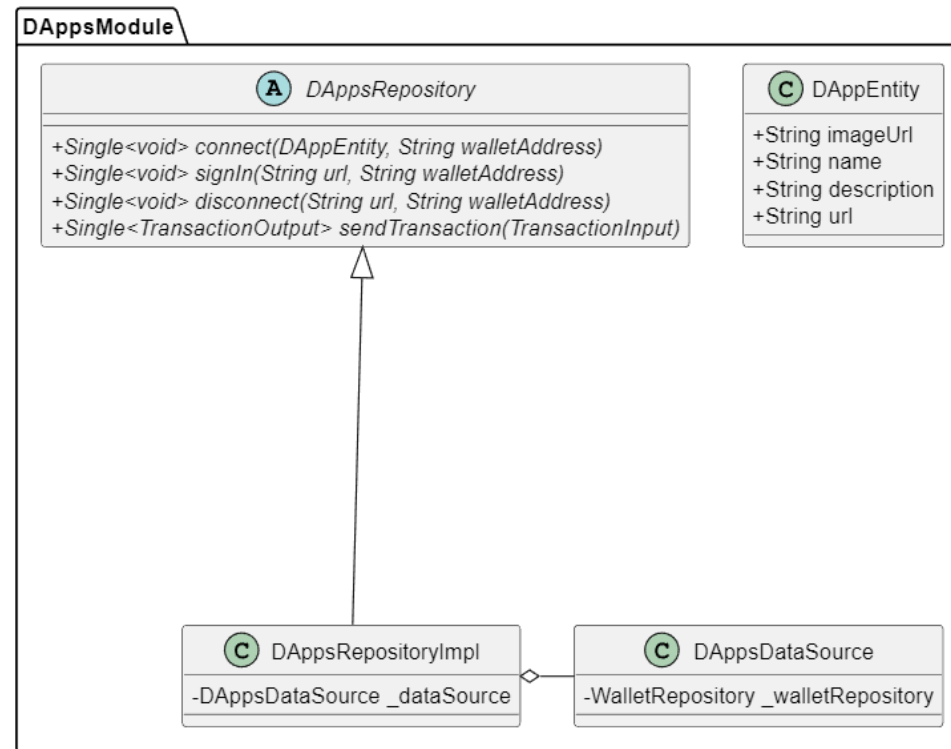 DAppsModule
A DAppsRepository
+Single<void> connect(DAppEntity, String walletAddress)
+Single<void> signIn(String url, String walletAddress)
+Single<void> disconnect(String url, String walletAddress)
+Single<TransactionOutput> sendTransaction(TransactionInput)
C DAppEntity
+String imageUrl
+String name
+String description
+String url
C DAppsRepositoryImpl
-DAppsDataSource _dataSource
C DAppsDataSource
-WalletRepository _walletRepository